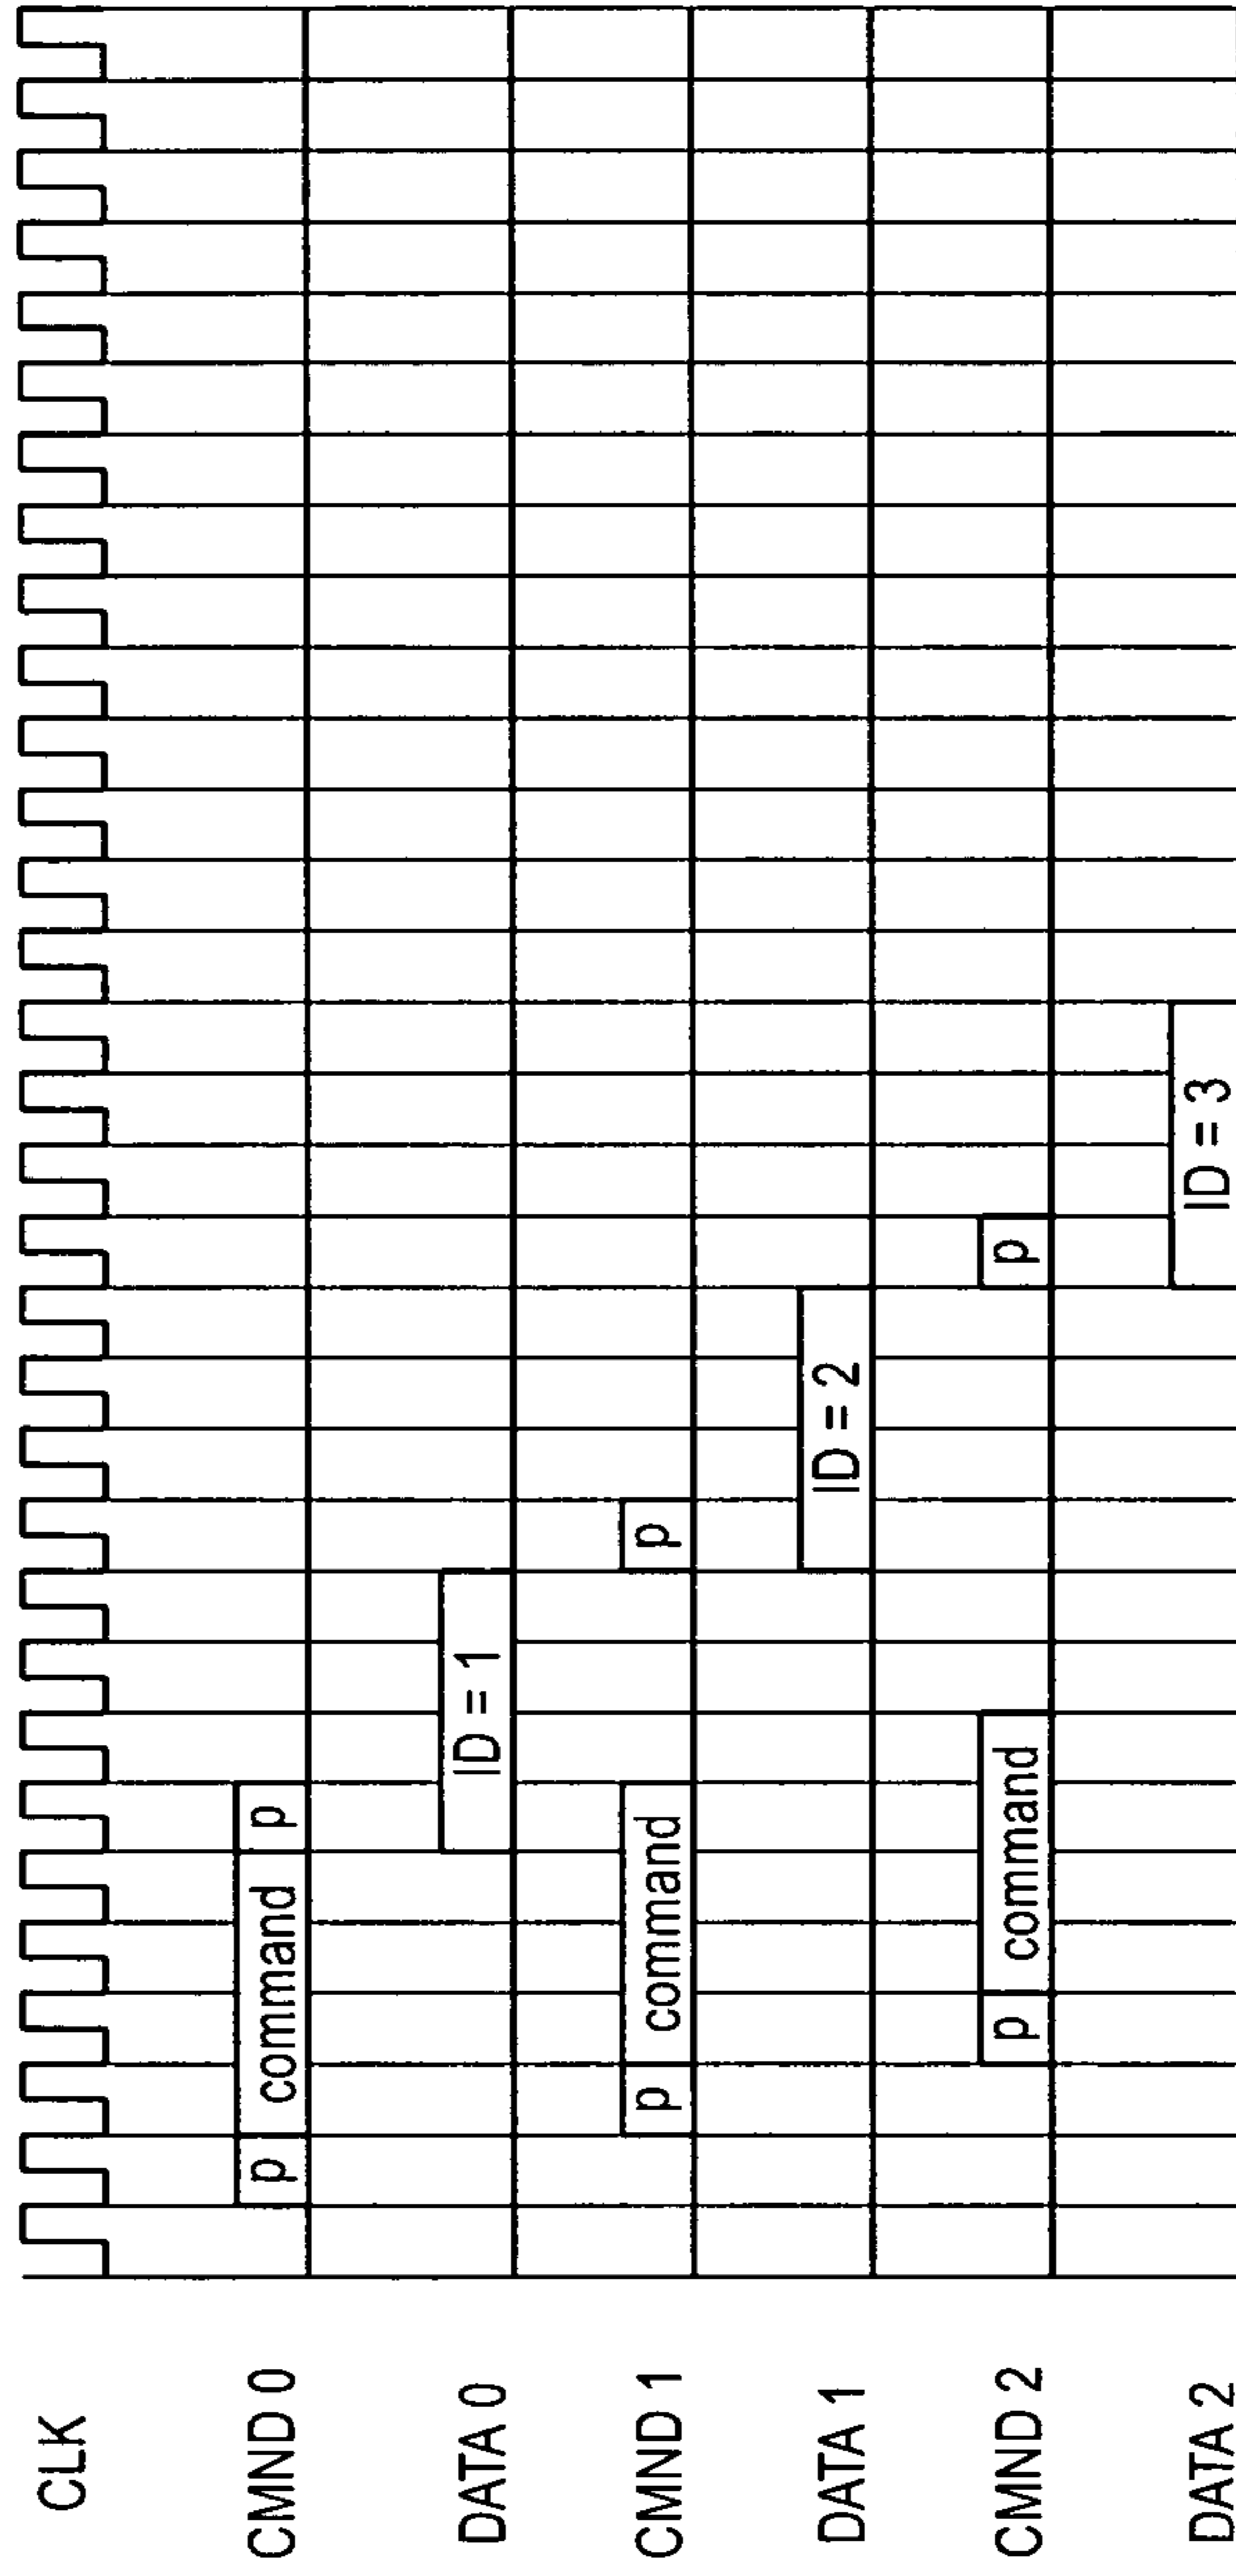 CLK
CMND 0 p command p
DATA 0 ID = 1
CMND 1 p command p
DATA 1 ID = 2
CMND 2 p command p
DATA 2 ID = 3